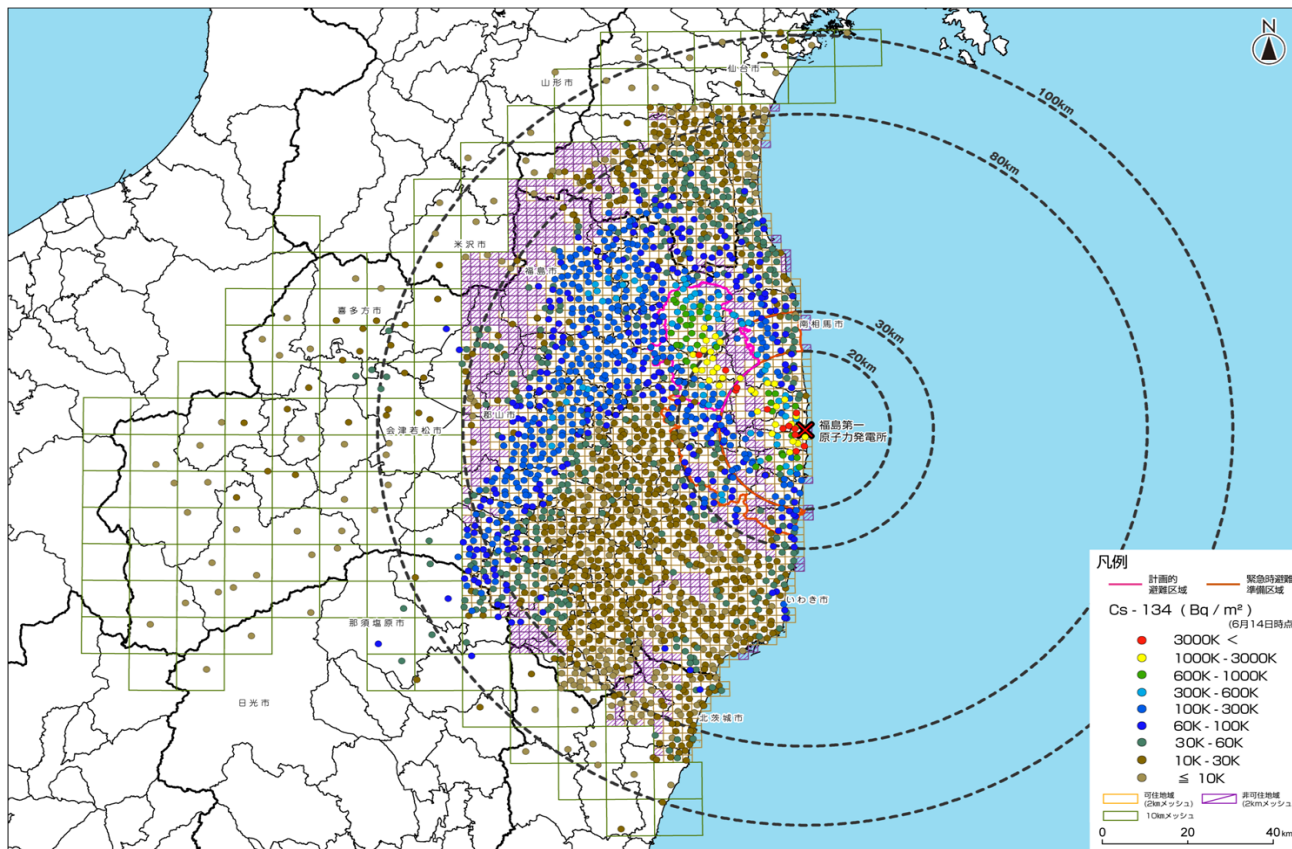 N
仙台市
山形市
100km
80km
米沢市
福島市
喜多方市
南相馬市
30km
20km
郡山市
会津若松市
福島第一
原子力発電所
いわき市
那須塩原市
日光市
北茨城市
凡例
計画的
避難区域
緊急時避難
準備区域
Cs - 134 ( Bq / m² )
(6月14日時点
3000K <
1000K - 3000K
600K - 1000K
300K - 600K
100K - 300K
60K - 100K
30K - 60K
10K - 30K
≦ 10K
可住地域
(2kmメッシュ)
非可住地域
(2kmメッシュ)
10kmメッシュ
0 20 40 km